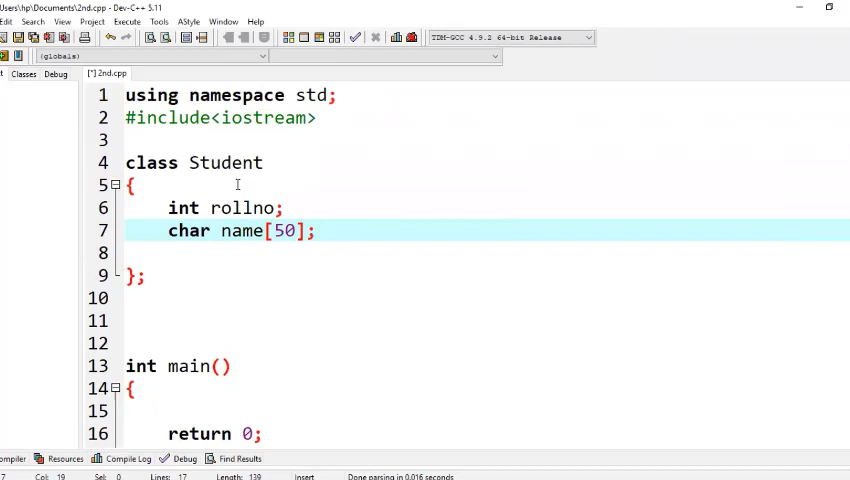 Users\hp\Documents\2nd.cpp - Dev-C++ 5.11
Edit Search View Project Execute Tools AStyle Window Help
TDM-GCC 4.9.2 64-bit Release
(globals)
Classes Debug [*] 2nd.cpp
1 using namespace std;
2 #include<iostream>
3
4 class Student
5 {
6 int rollno;
7 char name[50];
8
9 };
10
11
12
13 int main()
14 {
15
16 return 0;
ompiler Resources Compile Log Debug Find Results
7 Col: 19 Sel: 0 Lines: 17 Length: 139 Insert Done parsing in 0.016 seconds